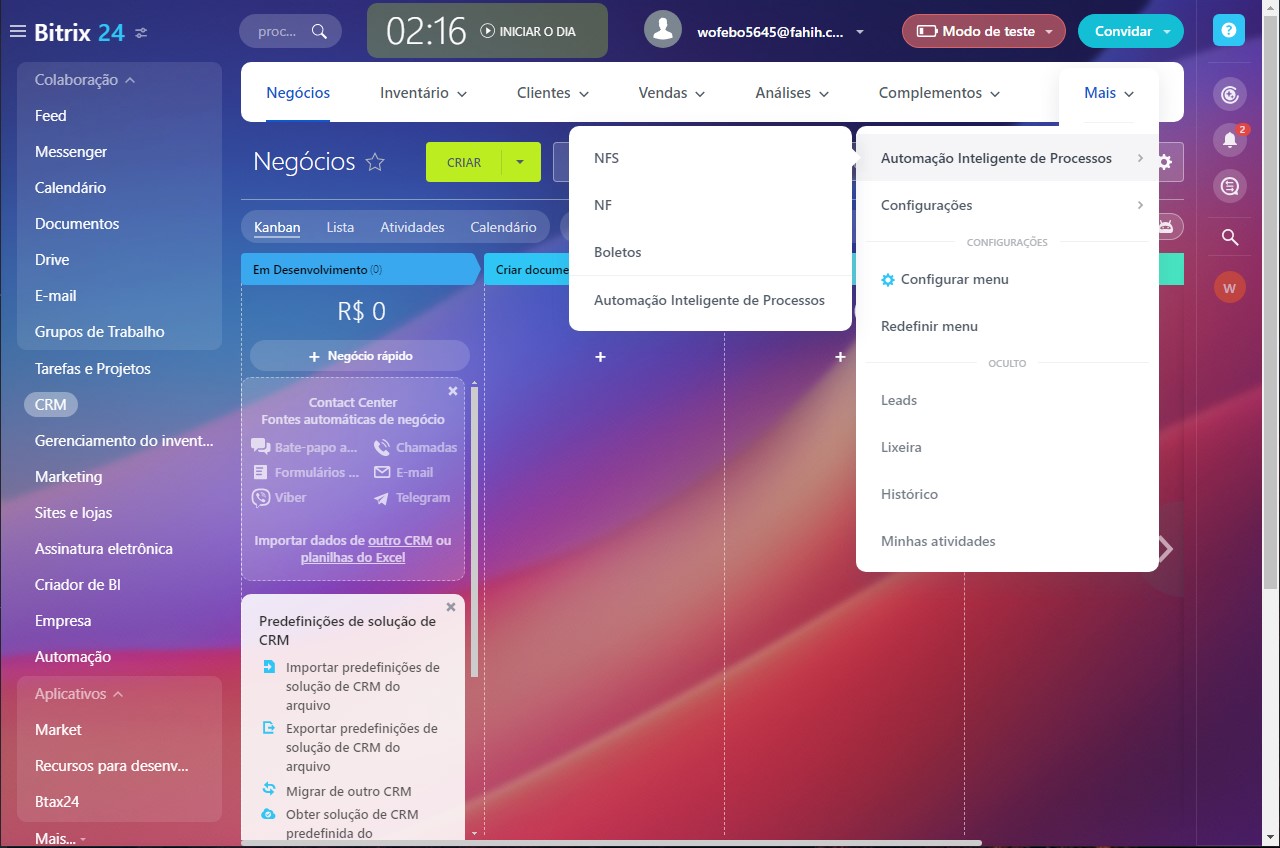 Bitrix 24
proc...
02:16
INICIAR O DIA
wofebo5645@fahih.c...
Modo de teste
Convidar
?
Colaboração
Feed
Messenger
Calendário
Documentos
Drive
E-mail
Grupos de Trabalho
Tarefas e Projetos
CRM
Gerenciamento do invent...
Marketing
Sites e lojas
Assinatura eletrônica
Criador de BI
Empresa
Automação
Aplicativos
Market
Recursos para desenv...
Btax24
Mais...
Negócios
Inventário
Clientes
Vendas
Análises
Complementos
Mais
Negócios
CRIAR
Kanban
Lista
Atividades
Calendário
Em Desenvolvimento (0)
Criar docume
R$ 0
+ Negócio rápido
+
+
Contact Center
Fontes automáticas de negócio
Bate-papo a...
Chamadas
Formulários ...
E-mail
Viber
Telegram
Importar dados de outro CRM ou
planilhas do Excel
Predefinições de solução de
CRM
Importar predefinições de
solução de CRM do
arquivo
Exportar predefinições de
solução de CRM do
arquivo
Migrar de outro CRM
Obter solução de CRM
predefinida do
NFS
NF
Boletos
Automação Inteligente de Processos
Automação Inteligente de Processos
Configurações
CONFIGURAÇÕES
Configurar menu
Redefinir menu
OCULTO
Leads
Lixeira
Histórico
Minhas atividades
2
W